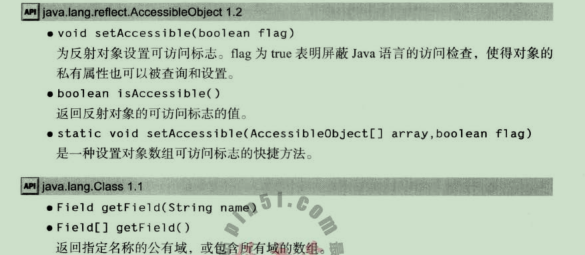 API java.lang.reflect.AccessibleObject 1.2
• void setAccessible(boolean flag)
为反射对象设置可访问标志。flag 为 true 表明屏蔽 Java 语言的访问检查，使得对象的
私有属性也可以被查询和设置。
• boolean isAccessible()
返回反射对象的可访问标志的值。
• static void setAccessible(AccessibleObject[] array,boolean flag)
是一种设置对象数组可访问标志的快捷方法。
API java.lang.Class 1.1
• Field getField(String name)
• Field[] getField()
返回指定名称的公有域，或包含所有域的数组。